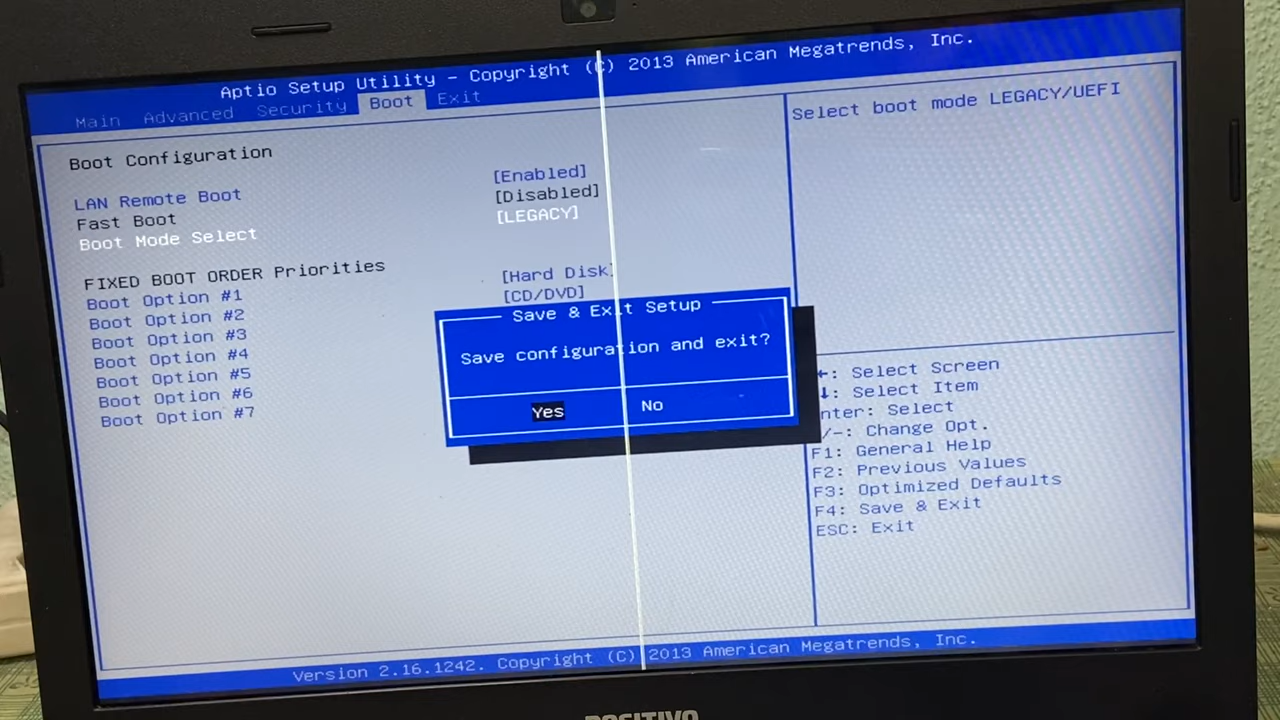 Aptio Setup Utility - Copyright (C) 2013 American Megatrends, Inc.
Main Advanced Security Boot Exit
Boot Configuration
LAN Remote Boot [Enabled]
Fast Boot [Disabled]
Boot Mode Select [LEGACY]
FIXED BOOT ORDER Priorities
Boot Option #1 [Hard Disk]
Boot Option #2 [CD/DVD]
Boot Option #3
Boot Option #4
Boot Option #5
Boot Option #6
Boot Option #7
Save & Exit Setup
Save configuration and exit?
Yes No
Select boot mode LEGACY/UEFI
: Select Screen
: Select Item
nter: Select
/-: Change Opt.
F1: General Help
F2: Previous Values
F3: Optimized Defaults
F4: Save & Exit
ESC: Exit
Version 2.16.1242. Copyright (C) 2013 American Megatrends, Inc.
POSITIVO